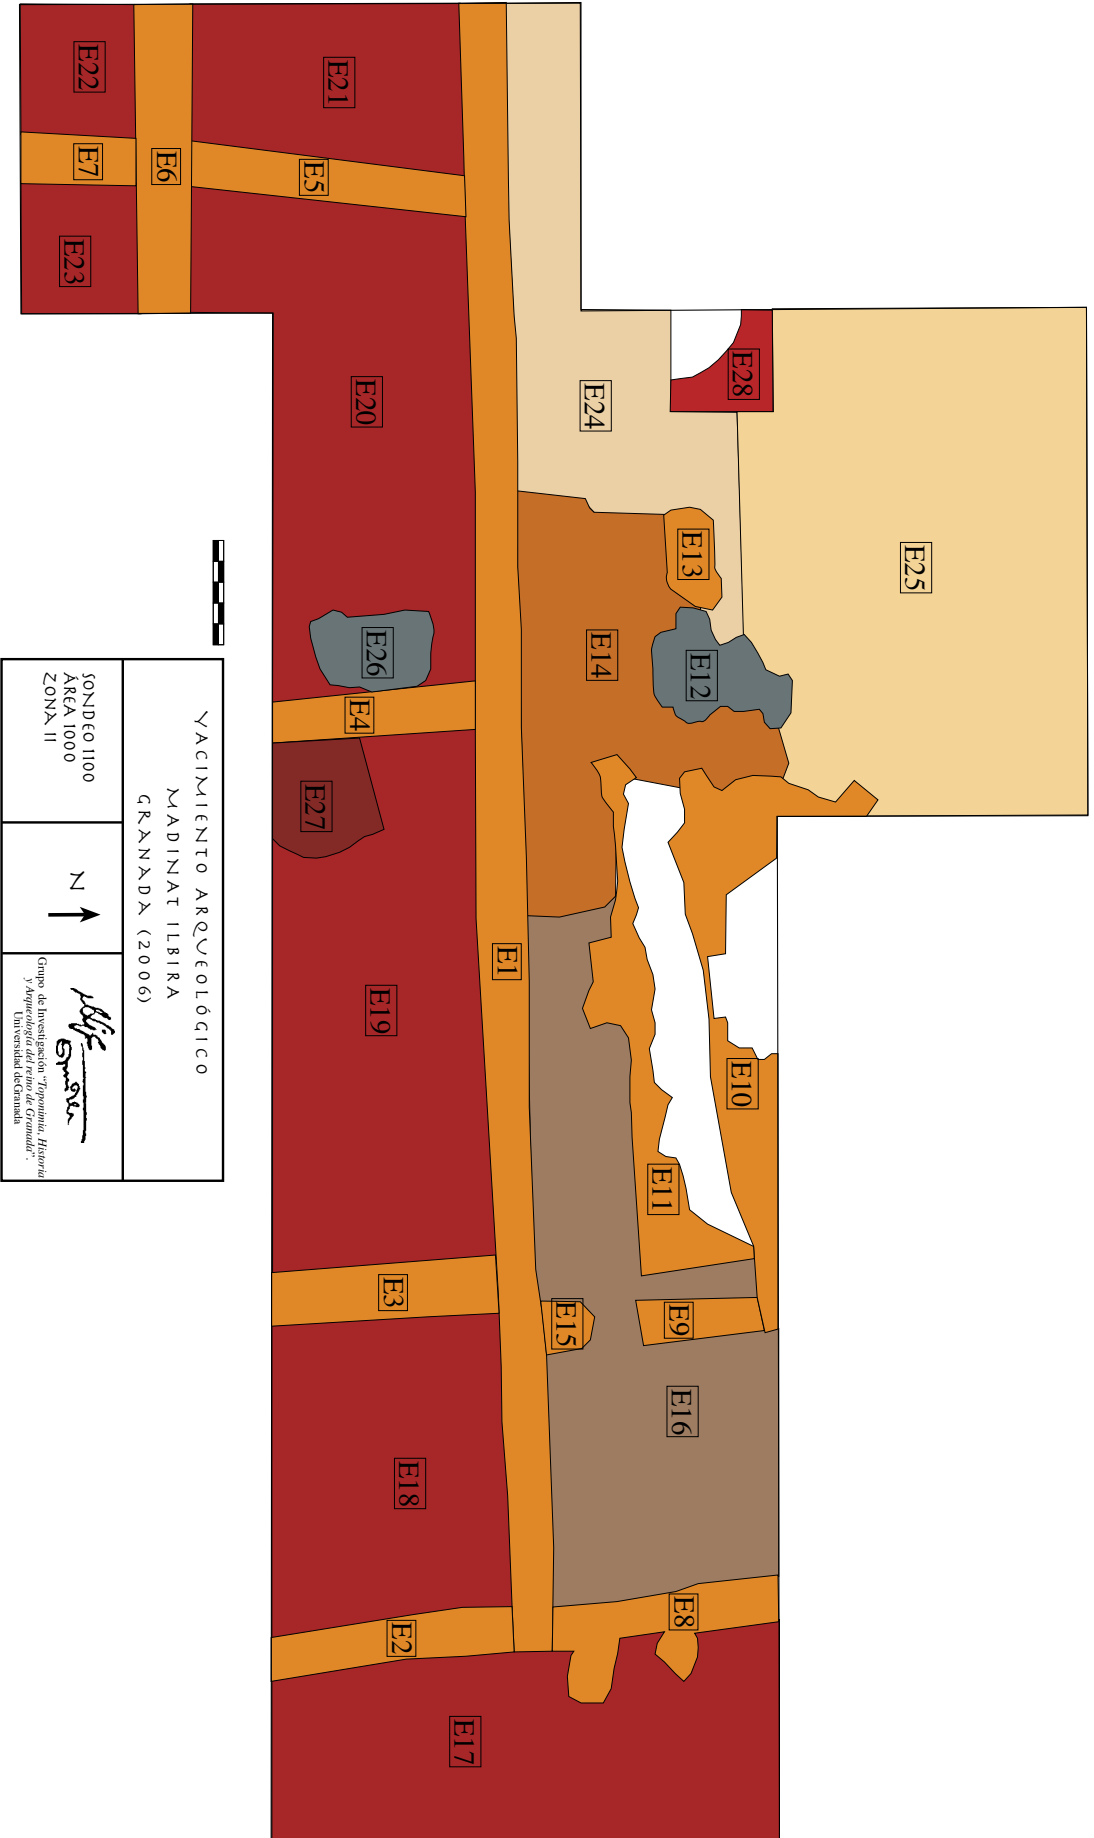 E22
E7
E23
E6
E21
E5
E20
E26
E4
E27
E19
E3
E18
E2
E17
E1
E24
E28
E25
E13
E12
E14
E10
E11
E15
E9
E16
E8
YACIMIENTO ARQUEOLÓGICO
MADINAT ILBIRA
GRANADA (2006)
SONDEO 1100
ÁREA 1000
ZONA II
N
Grupo de Investigación "Toponimia, Historia
y Arqueología del reino de Granada".
Universidad de Granada